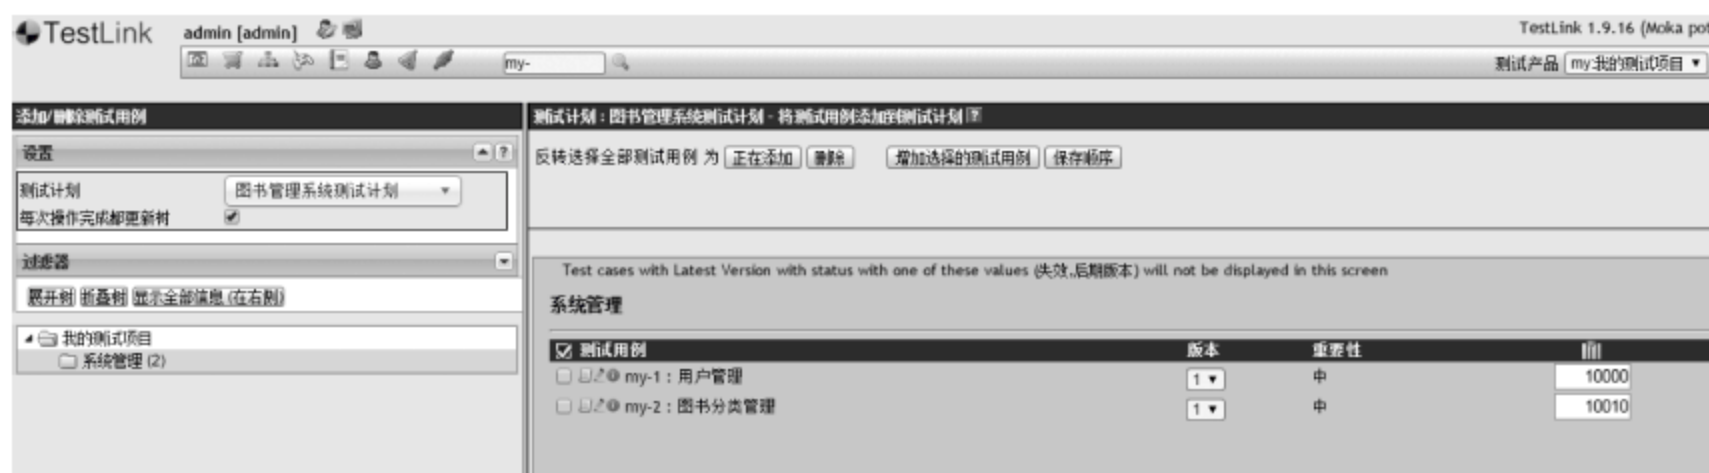 TestLink admin [admin] TestLink 1.9.16 (Moka pot
my- 测试产品 my:我的测试项目
添加/删除测试用例
设置
测试计划 图书管理系统测试计划
每次操作完成都更新树
过滤器
展开树 折叠树 显示全部信息 (在右侧)
我的测试项目
系统管理 (2)
测试计划 : 图书管理系统测试计划 - 将测试用例添加到测试计划 ?
反转选择全部测试用例 为 正在添加 删除 增加选择的测试用例 保存顺序
Test cases with Latest Version with status with one of these values (失效,后期版本) will not be displayed in this screen
系统管理
测试用例 版本 重要性
my-1 : 用户管理 1 中 10000
my-2 : 图书分类管理 1 中 10010